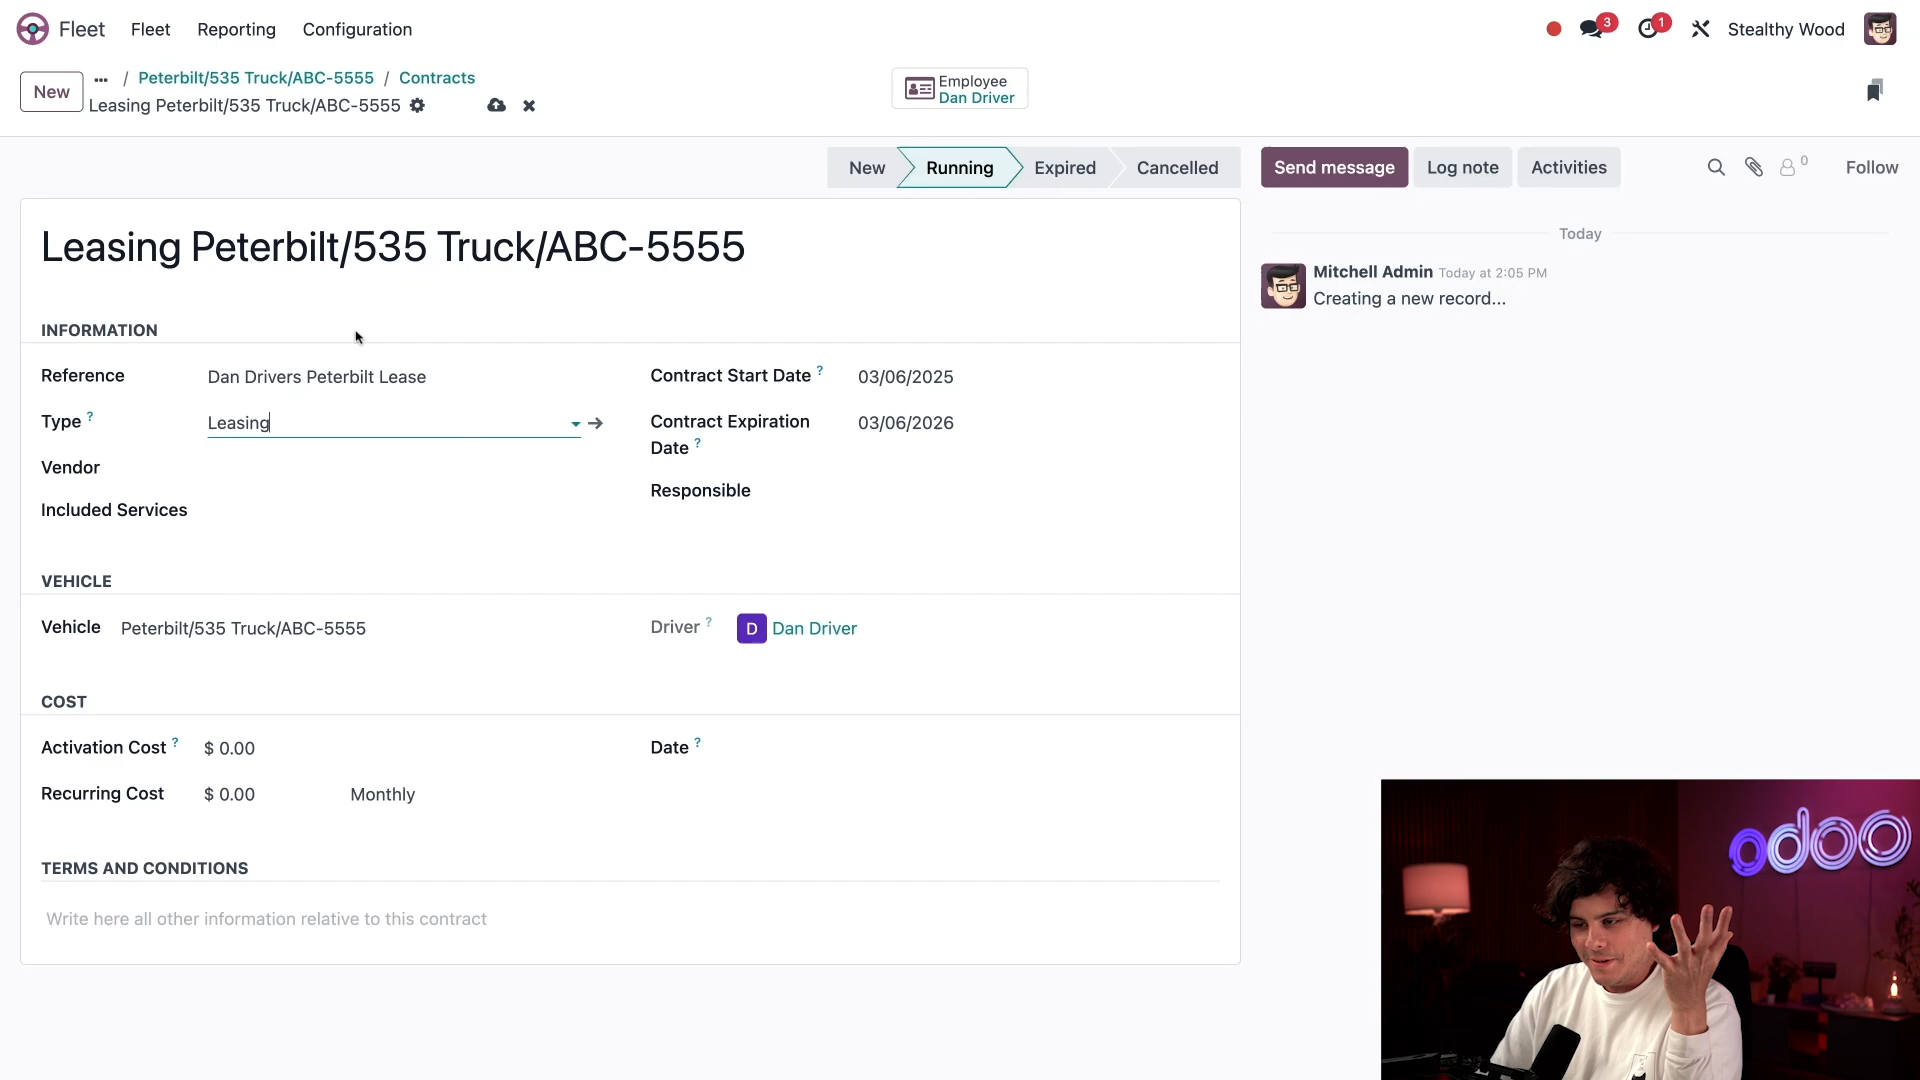 Fleet
Fleet Reporting Configuration
3
1
Stealthy Wood
New
... / Peterbilt/535 Truck/ABC-5555 / Contracts
Leasing Peterbilt/535 Truck/ABC-5555
Employee
Dan Driver
New Running Expired Cancelled
Send message Log note Activities
0
Follow
Leasing Peterbilt/535 Truck/ABC-5555
Today
Mitchell Admin Today at 2:05 PM
Creating a new record...
INFORMATION
Reference Dan Drivers Peterbilt Lease
Contract Start Date ? 03/06/2025
Type ? Leasing
Contract Expiration Date ? 03/06/2026
Vendor
Responsible
Included Services
VEHICLE
Vehicle Peterbilt/535 Truck/ABC-5555
Driver ? D Dan Driver
COST
Activation Cost ? $ 0.00
Date ?
Recurring Cost $ 0.00 Monthly
TERMS AND CONDITIONS
Write here all other information relative to this contract
odoo